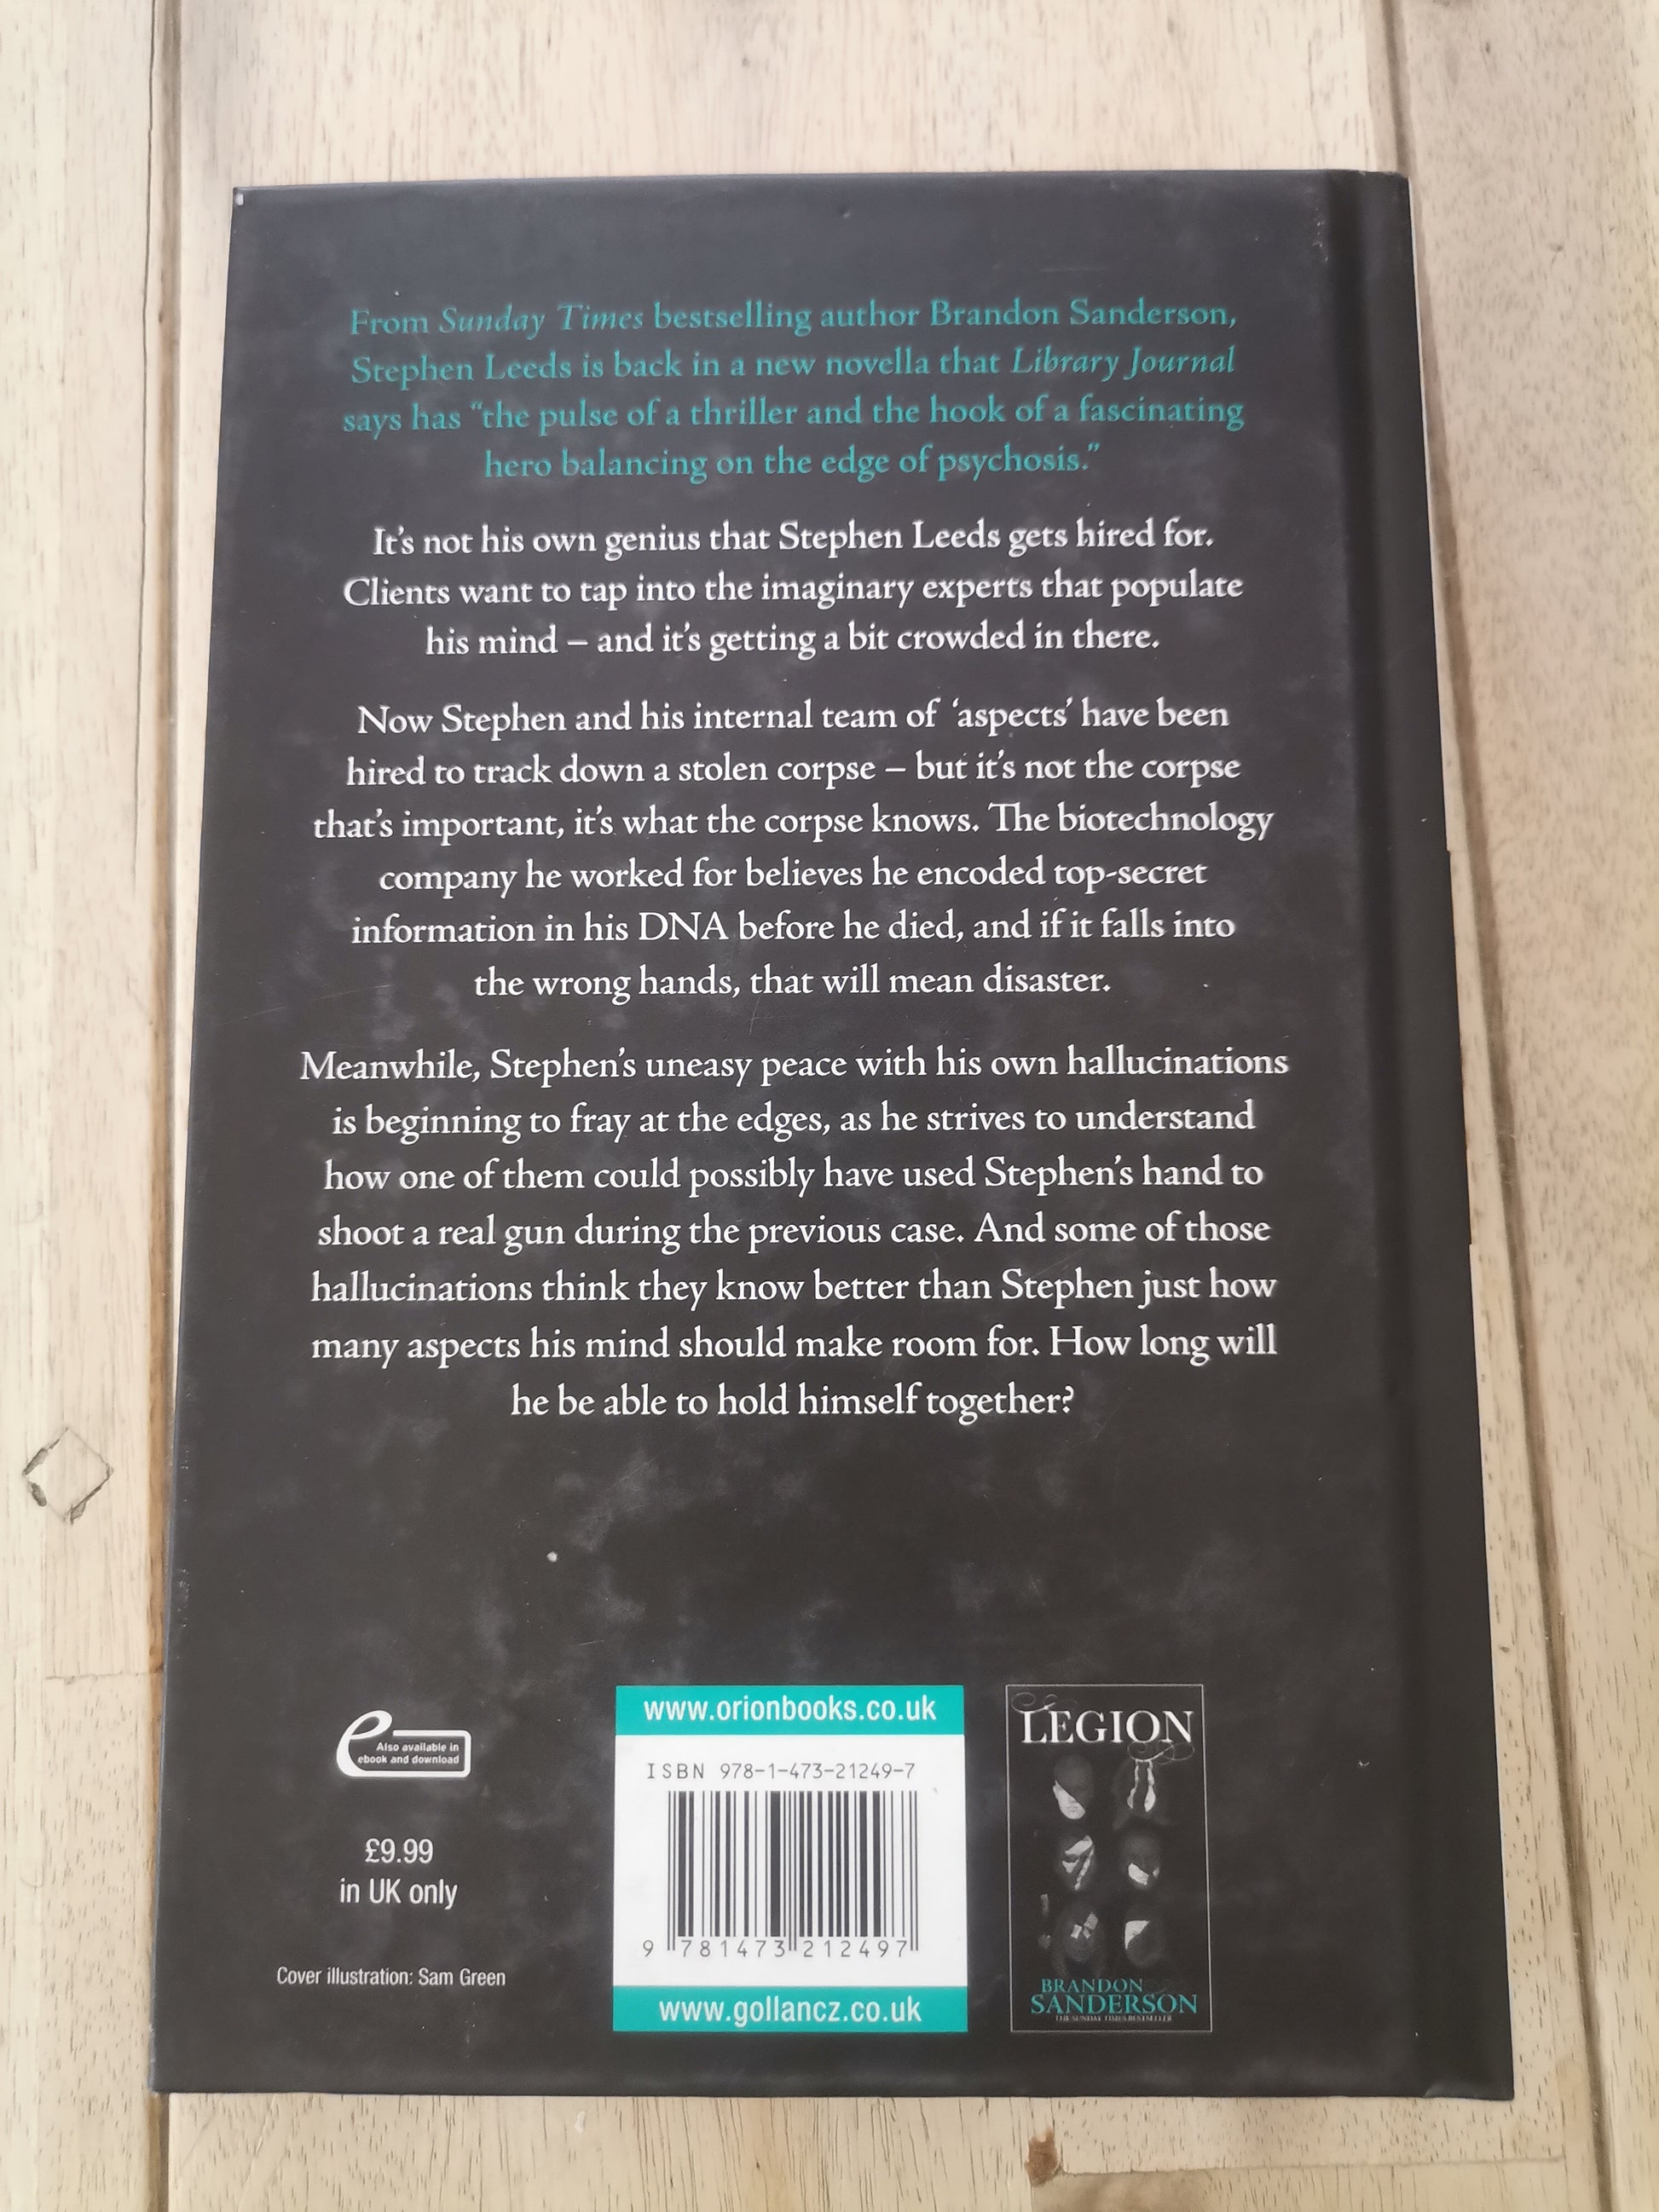 From Sunday Times bestselling author Brandon Sanderson,
Stephen Leeds is back in a new novella that Library Journal
says has “the pulse of a thriller and the hook of a fascinating
hero balancing on the edge of psychosis.”
It’s not his own genius that Stephen Leeds gets hired for.
Clients want to tap into the imaginary experts that populate
his mind – and it’s getting a bit crowded in there.
Now Stephen and his internal team of ‘aspects’ have been
hired to track down a stolen corpse – but it’s not the corpse
that’s important, it’s what the corpse knows. The biotechnology
company he worked for believes he encoded top-secret
information in his DNA before he died, and if it falls into
the wrong hands, that will mean disaster.
Meanwhile, Stephen’s uneasy peace with his own hallucinations
is beginning to fray at the edges, as he strives to understand
how one of them could possibly have used Stephen’s hand to
shoot a real gun during the previous case. And some of those
hallucinations think they know better than Stephen just how
many aspects his mind should make room for. How long will
he be able to hold himself together?
e
Also available in
ebook and download
£9.99
in UK only
Cover illustration: Sam Green
www.orionbooks.co.uk
ISBN 978-1-473-21249-7
9 781473 212497
www.gollancz.co.uk
LEGION
BRANDON
SANDERSON
THE SUNDAY TIMES BESTSELLER